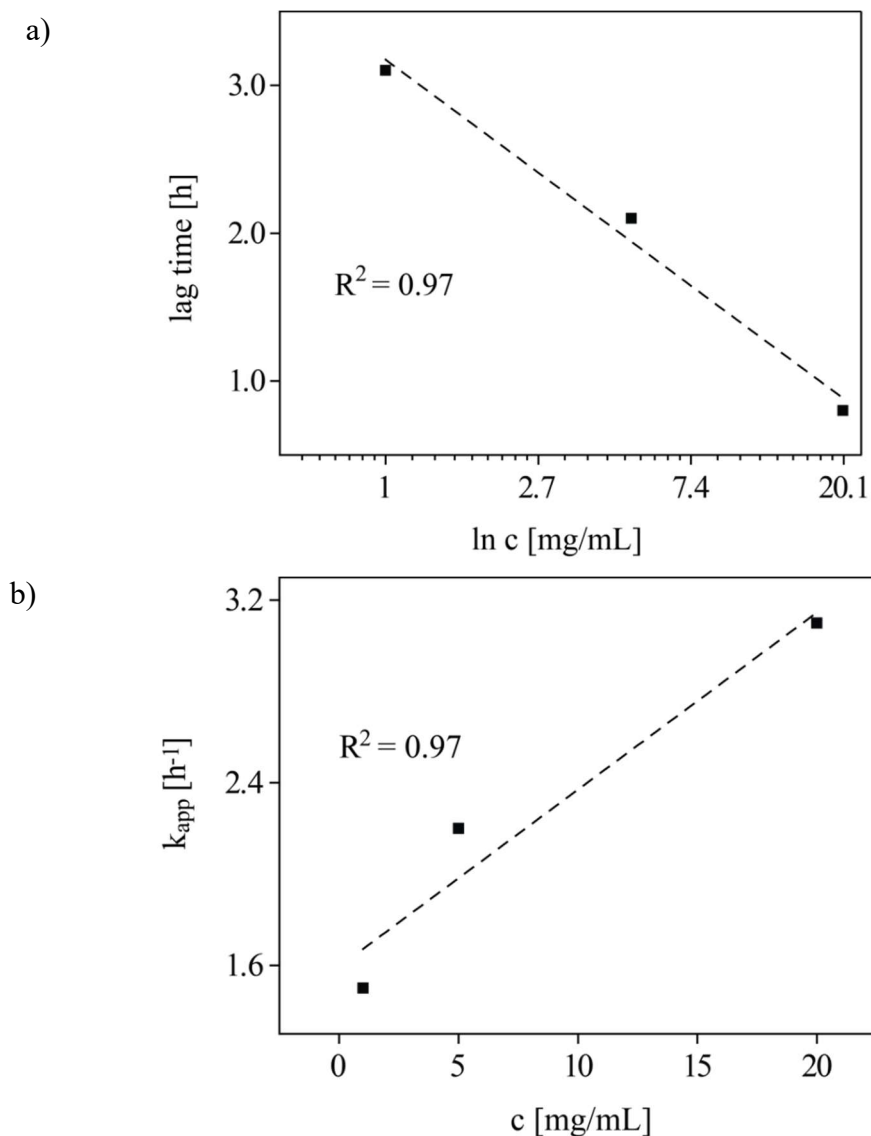 a)
3.0
2.0
1.0
lag time [h]
R² = 0.97
1 2.7 7.4 20.1
ln c [mg/mL]
b)
3.2
2.4
1.6
k_app [h⁻¹]
R² = 0.97
0 5 10 15 20
c [mg/mL]